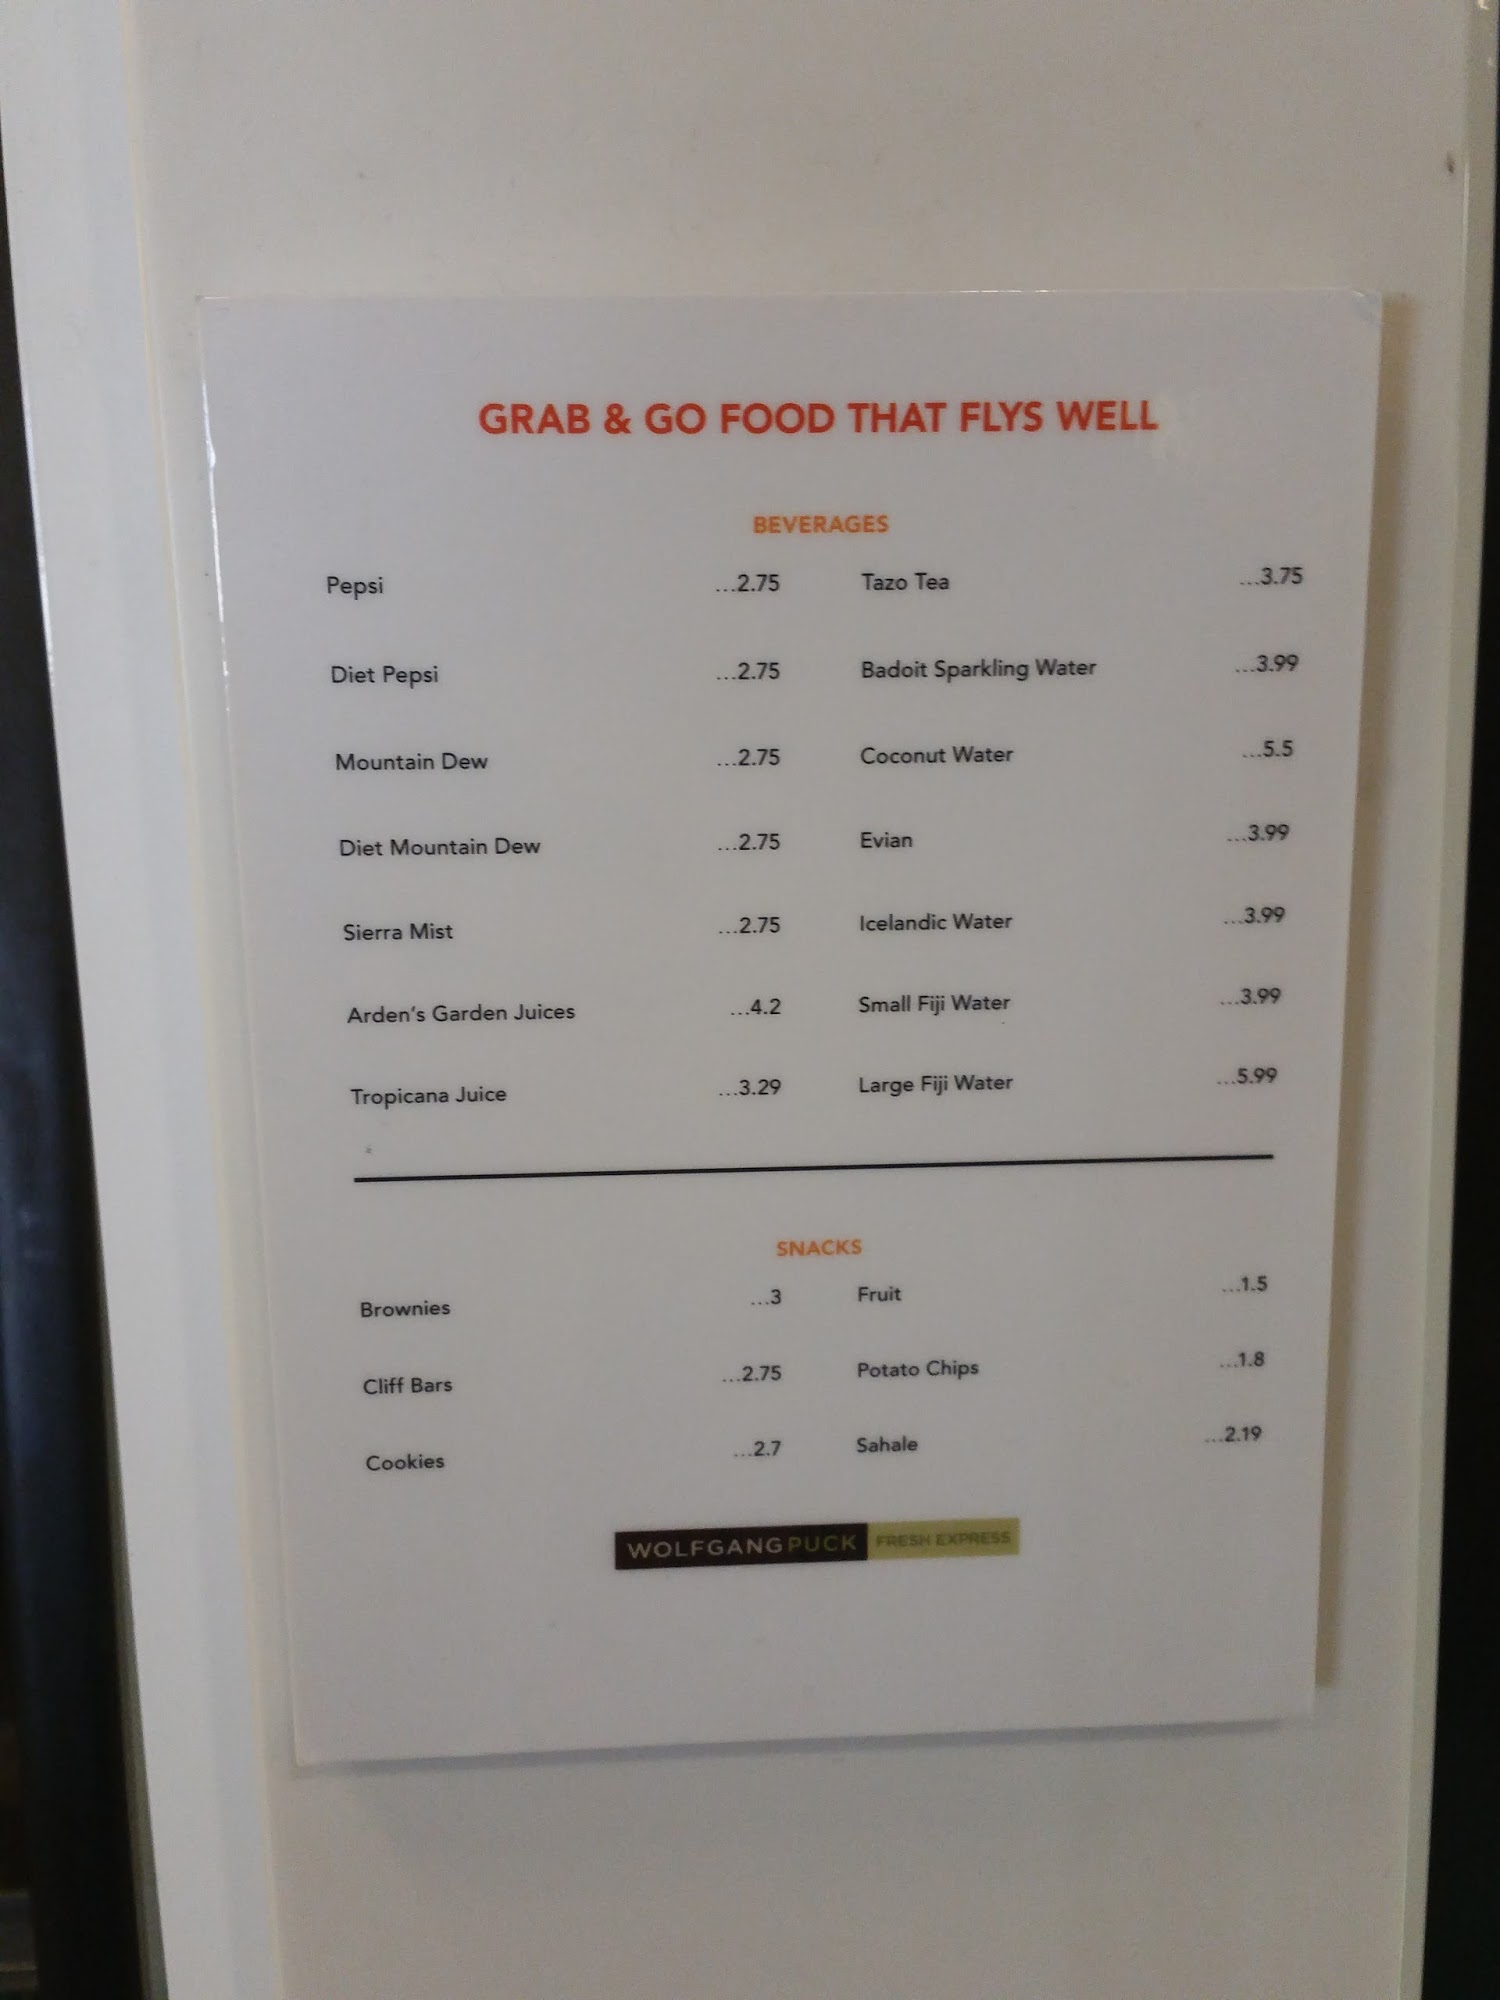 GRAB & GO FOOD THAT FLYS WELL
BEVERAGES
Pepsi ...2.75 Tazo Tea ...3.75
Diet Pepsi ...2.75 Badoit Sparkling Water ...3.99
Mountain Dew ...2.75 Coconut Water ...5.5
Diet Mountain Dew ...2.75 Evian ...3.99
Sierra Mist ...2.75 Icelandic Water ...3.99
Arden's Garden Juices ...4.2 Small Fiji Water ...3.99
Tropicana Juice ...3.29 Large Fiji Water ...5.99
SNACKS
Brownies ...3 Fruit ...1.5
Cliff Bars ...2.75 Potato Chips ...1.8
Cookies ...2.7 Sahale ...2.19
WOLFGANGPUCK FRESH EXPRESS